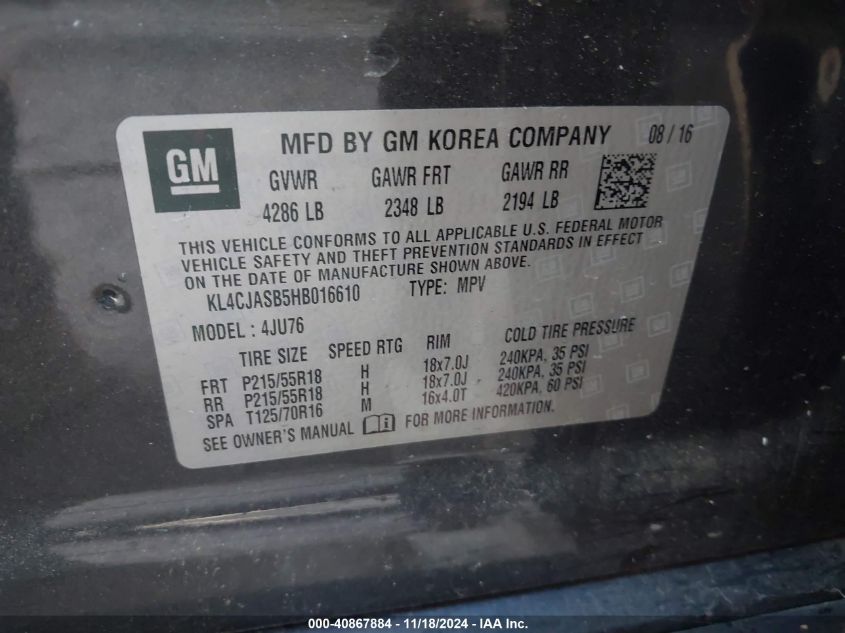 GM
MFD BY GM KOREA COMPANY 08 / 16
GVWR GAWR FRT GAWR RR
4286 LB 2348 LB 2194 LB
THIS VEHICLE CONFORMS TO ALL APPLICABLE U.S. FEDERAL MOTOR
VEHICLE SAFETY AND THEFT PREVENTION STANDARDS IN EFFECT
ON THE DATE OF MANUFACTURE SHOWN ABOVE.
KL4CJASB5HB016610 TYPE: MPV
MODEL : 4JU76
TIRE SIZE SPEED RTG RIM COLD TIRE PRESSURE
FRT P215/55R18 H 18x7.0J 240KPA, 35 PSI
RR P215/55R18 H 18x7.0J 240KPA, 35 PSI
SPA T125/70R16 M 16x4.0T 420KPA, 60 PSI
SEE OWNER'S MANUAL i FOR MORE INFORMATION.
000-40867884 - 11/18/2024 - IAA Inc.